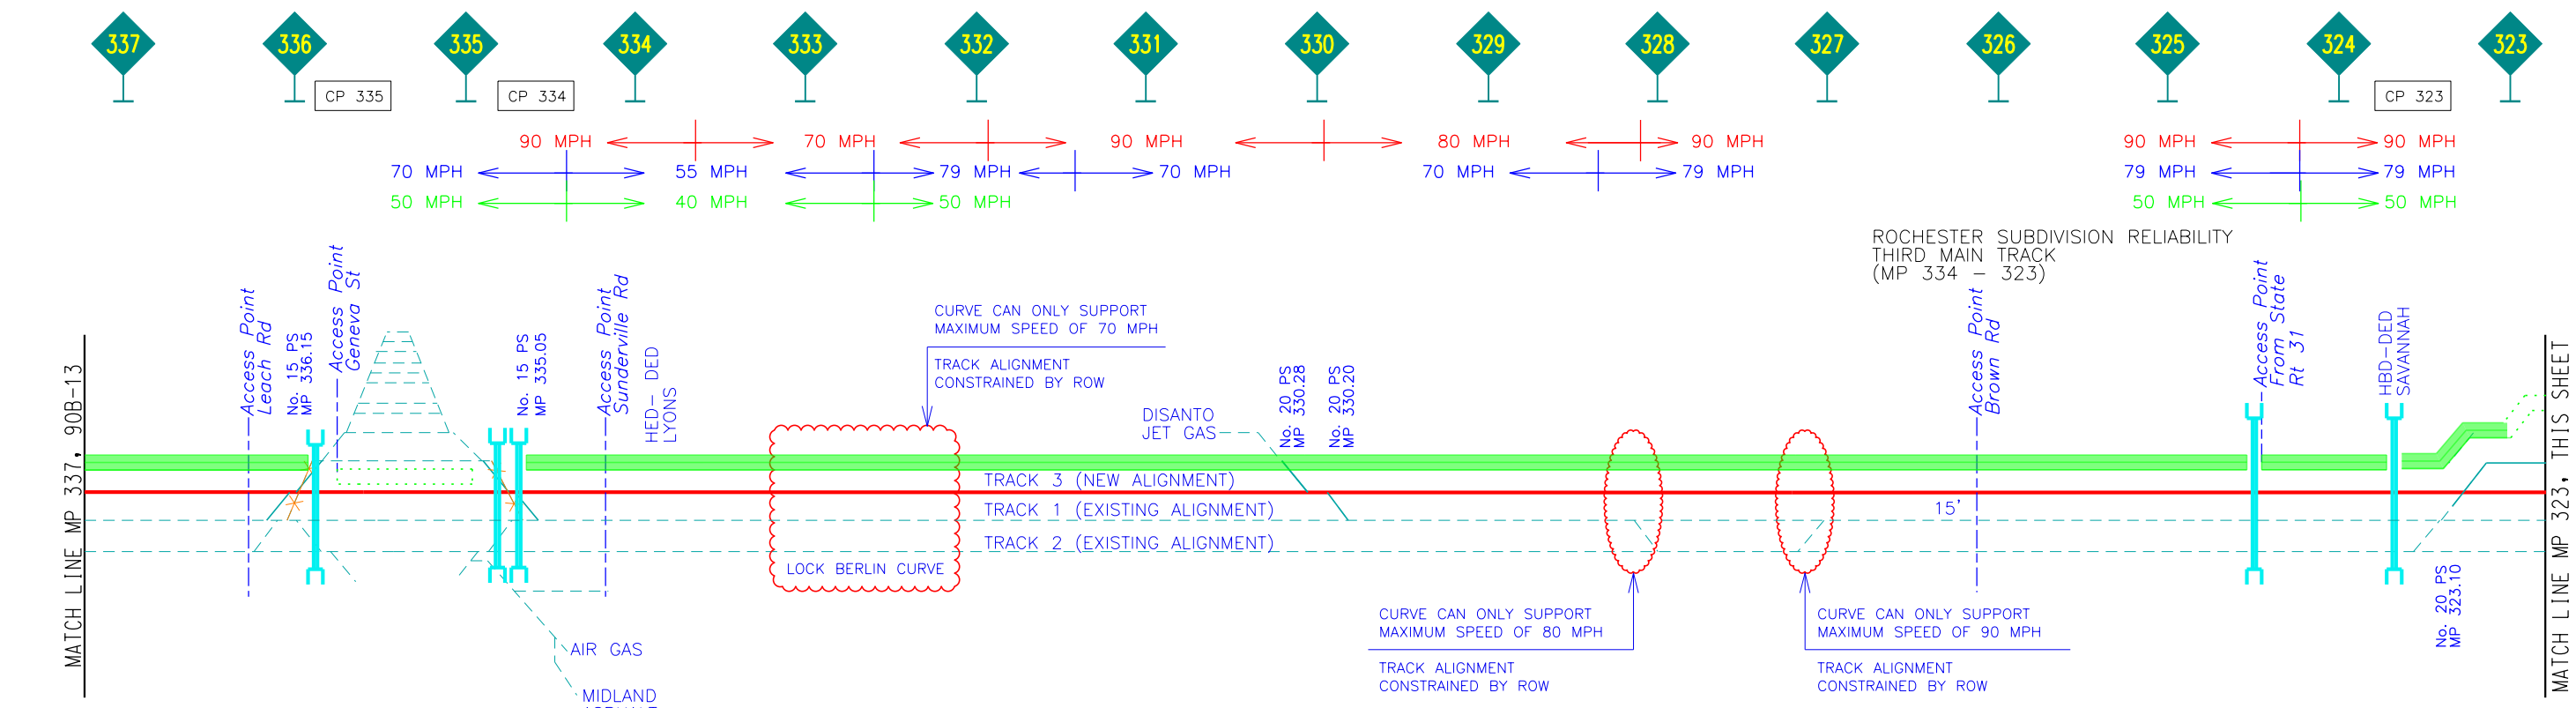 337 336 335 334 333 332 331 330 329 328 327 326 325 324 323
CP 335
CP 334
CP 323
90 MPH 70 MPH 90 MPH 80 MPH 90 MPH 90 MPH 90 MPH
70 MPH 55 MPH 79 MPH 70 MPH 70 MPH 79 MPH 79 MPH 79 MPH
50 MPH 40 MPH 50 MPH 50 MPH 50 MPH
ROCHESTER SUBDIVISION RELIABILITY
THIRD MAIN TRACK
(MP 334 - 323)
MATCH LINE MP 337, 90B-13
Access Point
Leach Rd
No. 15 PS
MP 336.15
Access Point
Geneva St
No. 15 PS
MP 335.05
Access Point
Sunderville Rd
HED- DED
LYONS
CURVE CAN ONLY SUPPORT
MAXIMUM SPEED OF 70 MPH
TRACK ALIGNMENT
CONSTRAINED BY ROW
DISANTO
JET GAS
No. 20 PS
MP 330.28
No. 20 PS
MP 330.20
Access Point
Brown Rd
Access Point
From State
Rt 31
HBD-DED
SAVANNAH
MATCH LINE MP 323, THIS SHEET
TRACK 3 (NEW ALIGNMENT)
TRACK 1 (EXISTING ALIGNMENT)
15'
TRACK 2 (EXISTING ALIGNMENT)
LOCK BERLIN CURVE
No. 20 PS
MP 323.10
CURVE CAN ONLY SUPPORT
MAXIMUM SPEED OF 80 MPH
TRACK ALIGNMENT
CONSTRAINED BY ROW
CURVE CAN ONLY SUPPORT
MAXIMUM SPEED OF 90 MPH
TRACK ALIGNMENT
CONSTRAINED BY ROW
AIR GAS
MIDLAND